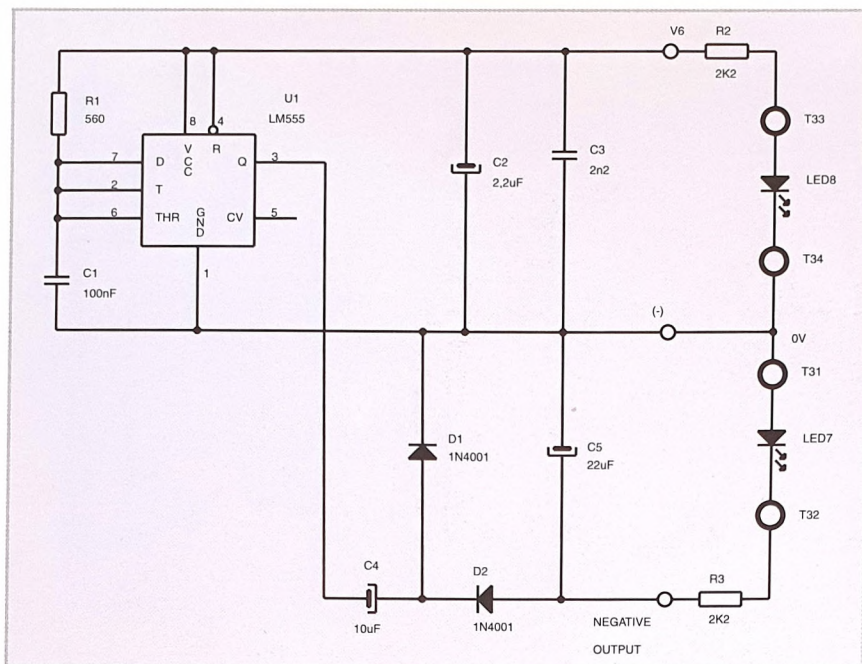 V6
R2
2K2
R1
560
U1
LM555
8
4
V
CC
R
7
D
Q
3
2
T
6
THR
GND
CV
5
1
C1
100nF
C2
2,2uF
C3
2n2
T33
LED8
T34
(-)
0V
T31
D1
1N4001
C5
22uF
LED7
T32
C4
10uF
D2
1N4001
R3
2K2
NEGATIVE
OUTPUT